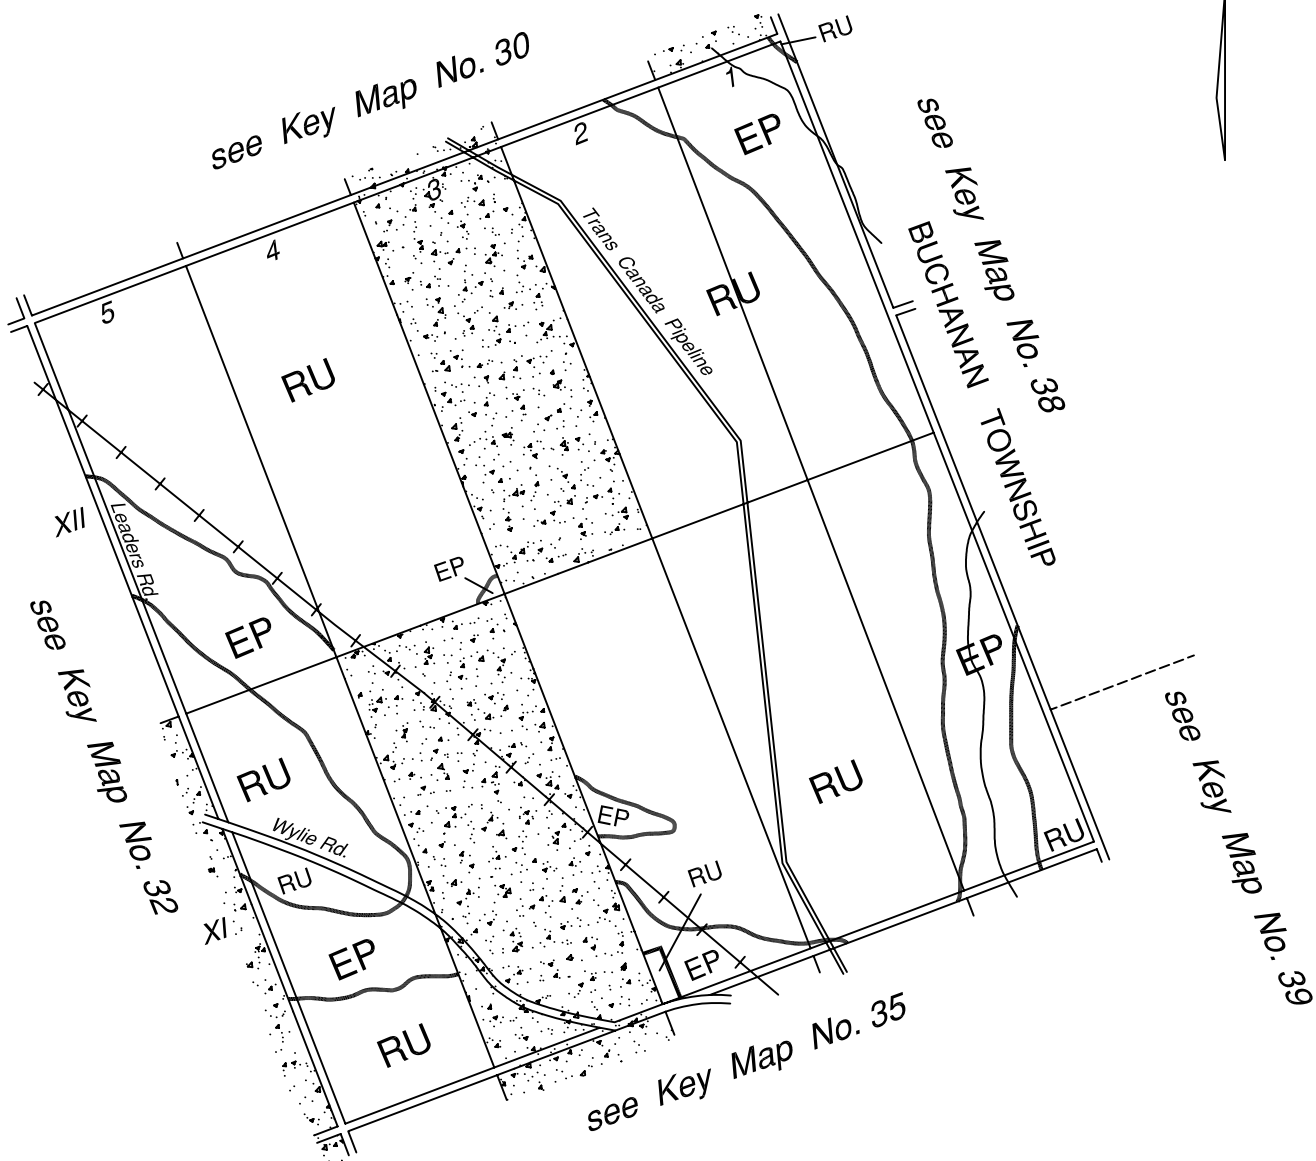 see Key Map No. 30
RU
1
2
EP
3
4
5
see Key Map No. 38
BUCHANAN TOWNSHIP
Trans Canada Pipeline
RU
RU
XII
Leaders Rd.
EP
EP
EP
see Key Map No. 32
see Key Map No. 39
RU
RU
EP
Wylie Rd.
RU
RU
RU
XI
EP
EP
RU
see Key Map No. 35